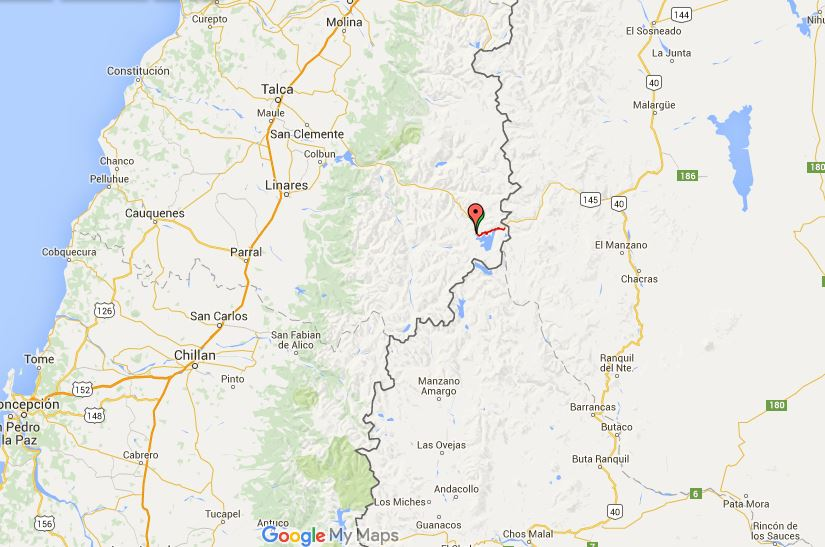 Curepto
Molina
144
El Sosneado
Nihu
La Junta
Constitución
40
Talca
Malargüe
Maule
San Clemente
Colbun
Chanco
180
186
Pelluhue
Linares
145
40
Cauquenes
El Manzano
Cobquecura
Parral
Chacras
126
San Carlos
San Fabian
de Alico
Tome
Chillan
Ranquil
del Nte.
Pinto
Manzano
Amargo
152
oncepción
148
Barrancas
180
n Pedro
la Paz
Butaco
Las Ovejas
Cabrero
Buta Ranquil
Andacollo
6
Los Miches
Pata Mora
40
156
Tucapel
Antuco
Guanacos
Rincón de
los Sauces
Google My Maps
Chos Malal